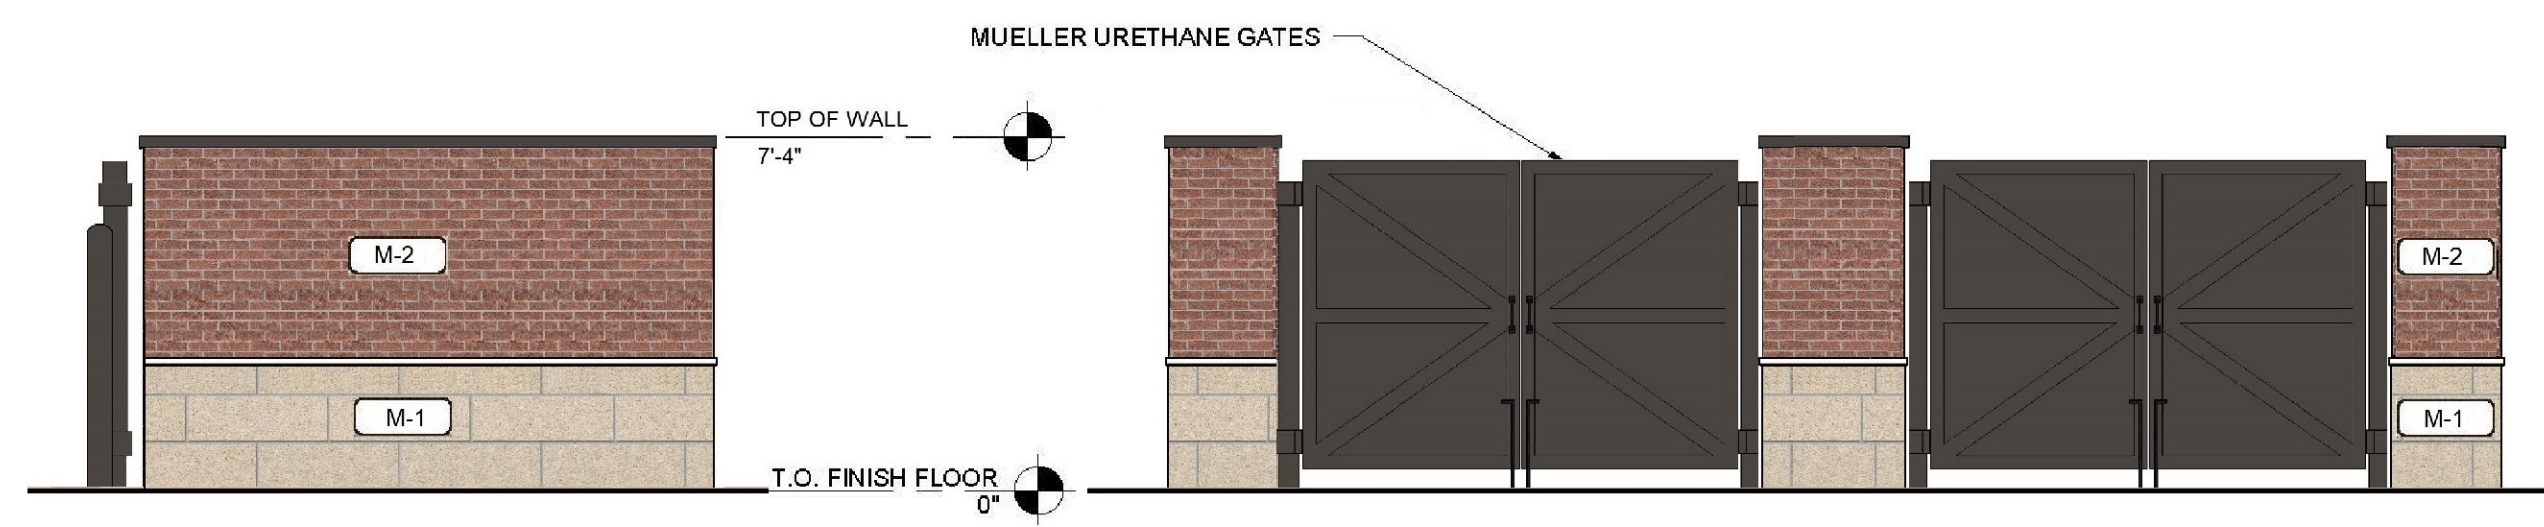 MUELLER URETHANE GATES
TOP OF WALL
7'-4"
M-2
M-2
M-1
M-1
T.O. FINISH FLOOR
0"